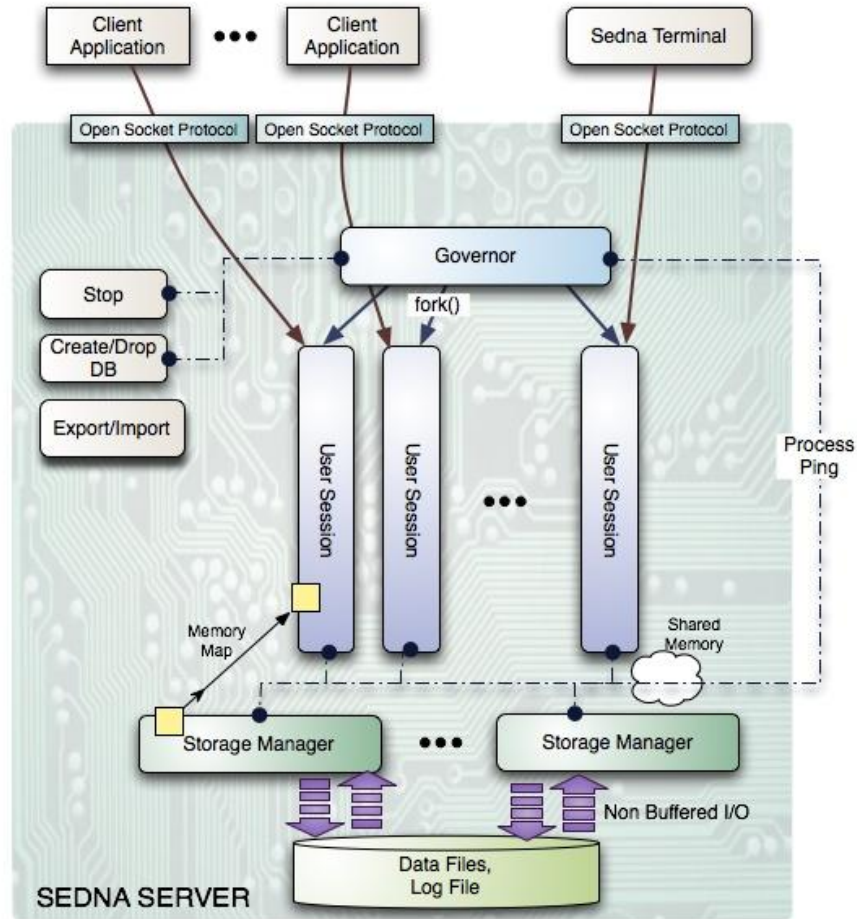 Client
Application
Client
Application
Sedna Terminal
Open Socket Protocol
Open Socket Protocol
Open Socket Protocol
Governor
Stop
fork()
Create/Drop
DB
Export/Import
User Session
User Session
User Session
Process
Ping
Memory
Map
Shared
Memory
Storage Manager
Storage Manager
Non Buffered I/O
Data Files,
Log File
SEDNA SERVER